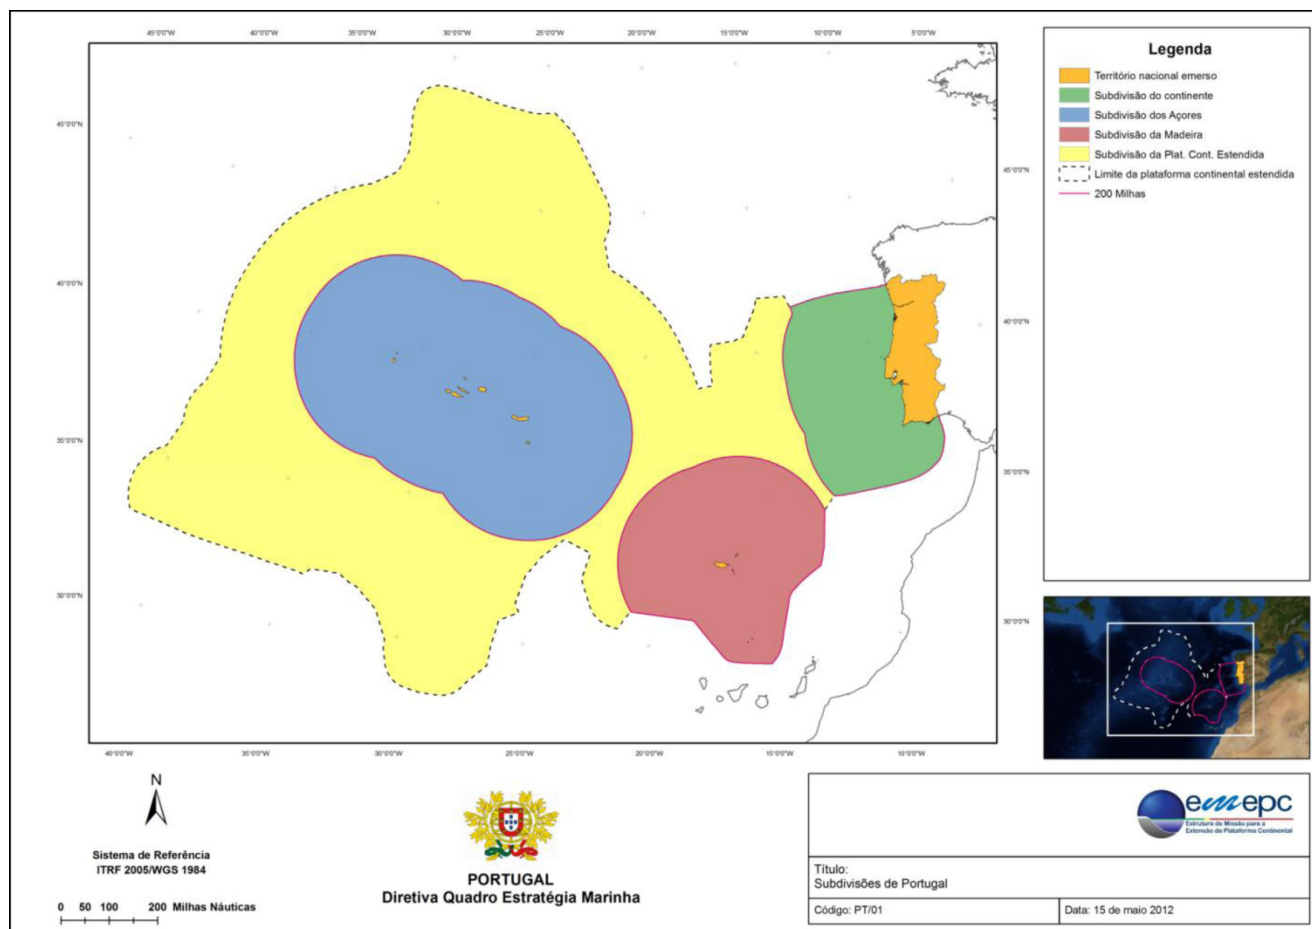 45°0'0"W 40°0'0"W 35°0'0"W 30°0'0"W 25°0'0"W 20°0'0"W 15°0'0"W 10°0'0"W 5°0'0"W
45°0'0"N
40°0'0"N
35°0'0"N
30°0'0"N
45°0'0"N
40°0'0"N
35°0'0"N
30°0'0"N
40°0'0"W 35°0'0"W 30°0'0"W 25°0'0"W 20°0'0"W 15°0'0"W 10°0'0"W
Legenda
Território nacional emerso
Subdivisão do continente
Subdivisão dos Açores
Subdivisão da Madeira
Subdivisão da Plat. Cont. Estendida
Limite da plataforma continental estendida
200 Milhas
N
Sistema de Referência
ITRF 2005/WGS 1984
0 50 100 200 Milhas Náuticas
PORTUGAL
Diretiva Quadro Estratégia Marinha
emepc
Estrutura de Missão para a
Extensão da Plataforma Continental
Título:
Subdivisões de Portugal
Código: PT/01
Data: 15 de maio 2012